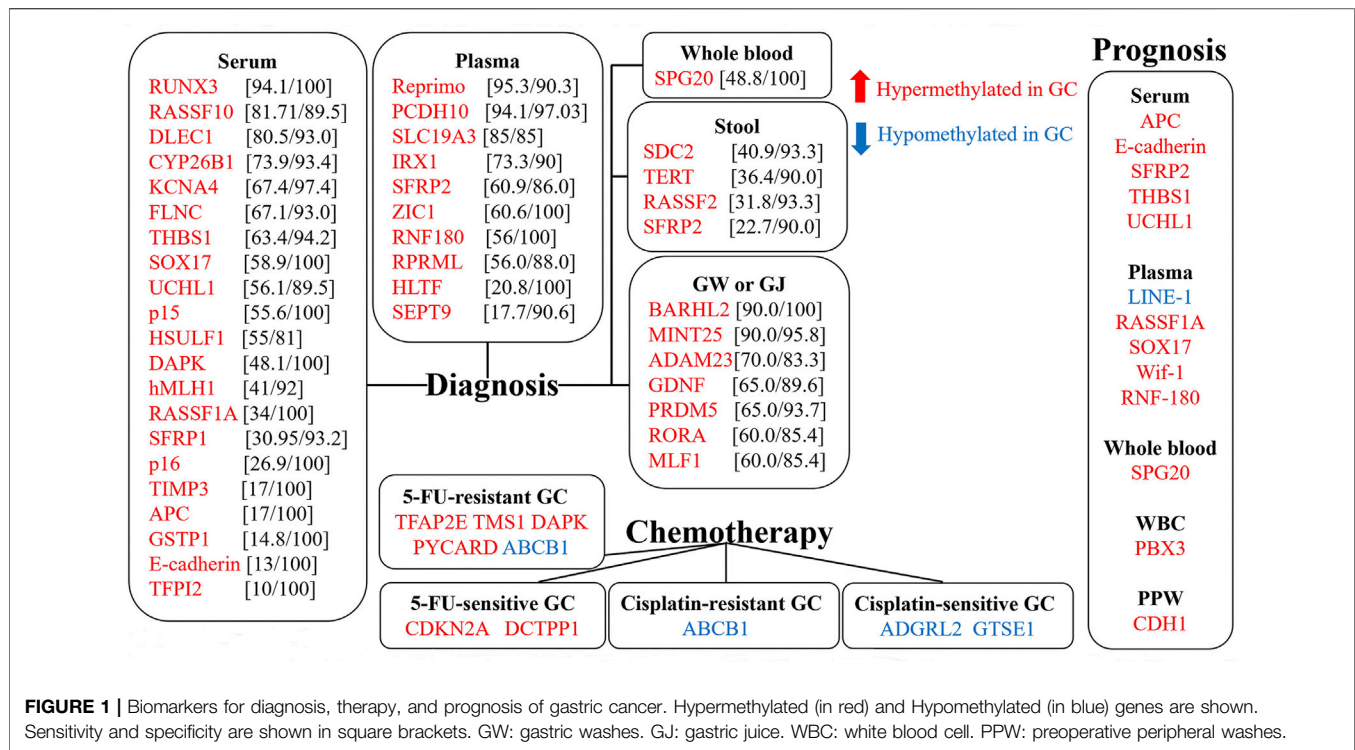 Serum
RUNX3 [94.1/100]
RASSF10 [81.71/89.5]
DLEC1 [80.5/93.0]
CYP26B1 [73.9/93.4]
KCNA4 [67.4/97.4]
FLNC [67.1/93.0]
THBS1 [63.4/94.2]
SOX17 [58.9/100]
UCHL1 [56.1/89.5]
p15 [55.6/100]
HSULF1 [55/81]
DAPK [48.1/100]
hMLH1 [41/92]
RASSF1A [34/100]
SFRP1 [30.95/93.2]
p16 [26.9/100]
TIMP3 [17/100]
APC [17/100]
GSTP1 [14.8/100]
E-cadherin [13/100]
TFPI2 [10/100]
Plasma
Reprimo [95.3/90.3]
PCDH10 [94.1/97.03]
SLC19A3 [85/85]
IRX1 [73.3/90]
SFRP2 [60.9/86.0]
ZIC1 [60.6/100]
RNF180 [56/100]
RPRML [56.0/88.0]
HLTF [20.8/100]
SEPT9 [17.7/90.6]
Diagnosis
Whole blood
SPG20 [48.8/100]
Stool
SDC2 [40.9/93.3]
TERT [36.4/90.0]
RASSF2 [31.8/93.3]
SFRP2 [22.7/90.0]
GW or GJ
BARHL2 [90.0/100]
MINT25 [90.0/95.8]
ADAM23 [70.0/83.3]
GDNF [65.0/89.6]
PRDM5 [65.0/93.7]
RORA [60.0/85.4]
MLF1 [60.0/85.4]
Hypermethylated in GC
Hypomethylated in GC
5-FU-resistant GC
TFAP2E TMS1 DAPK
PYCARD ABCB1
Chemotherapy
5-FU-sensitive GC
CDKN2A DCTPP1
Cisplatin-resistant GC
ABCB1
Cisplatin-sensitive GC
ADGRL2 GTSE1
Prognosis
Serum
APC
E-cadherin
SFRP2
THBS1
UCHL1
Plasma
LINE-1
RASSF1A
SOX17
Wif-1
RNF-180
Whole blood
SPG20
WBC
PBX3
PPW
CDH1
FIGURE 1 | Biomarkers for diagnosis, therapy, and prognosis of gastric cancer. Hypermethylated (in red) and Hypomethylated (in blue) genes are shown.
Sensitivity and specificity are shown in square brackets. GW: gastric washes. GJ: gastric juice. WBC: white blood cell. PPW: preoperative peripheral washes.